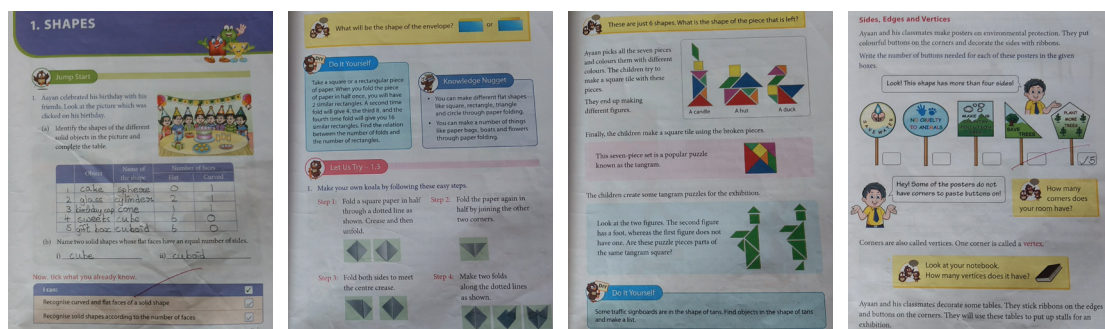 1. SHAPES
Jump Start
1. Aayan celebrated his birthday with his
friends. Look at the picture which was
clicked on his birthday.
(a) Identify the shapes of the different
solid objects in the picture and
complete the table.
Object Name of the shape Number of faces
Flat Curved
1 cake sphere 0 1
2 glass cylinder 2 1
3 birthday cap cone
4 sweets cube 6 0
5 gift box cuboid 6 0
(b) Name two solid shapes whose flat faces have an equal number of sides.
i) cube ii) cuboid
Now, tick what you already know.
I can:
Recognise curved and flat faces of a solid shape
Recognise solid shapes according to the number of faces
What will be the shape of the envelope? or
DIY Do It Yourself
Take a square or a rectangular piece
of paper. When you fold the piece
of paper in half once, you will have
2 similar rectangles. A second time
fold will give 4, the third 8, and the
fourth time fold will give you 16
similar rectangles. Find the relation
between the number of folds and
the number of rectangles.
Knowledge Nugget
• You can make different flat shapes
like square, rectangle, triangle
and circle through paper folding.
• You can make a number of things
like paper bags, boats and flowers
through paper folding.
Let Us Try – 1.3
1. Make your own koala by following these easy steps.
Step 1: Fold a square paper in half
through a dotted line as
shown. Crease and then
unfold.
Step 2: Fold the paper again in
half by joining the other
two corners.
Step 3: Fold both sides to meet
the centre crease.
Step 4: Make two folds
along the dotted lines
as shown.
These are just 6 shapes. What is the shape of the piece that is left?
Ayaan picks all the seven pieces
and colours them with different
colours. The children try to
make a square tile with these
pieces.
They end up making
different figures.
A candle A hut A duck
Finally, the children make a square tile using the broken pieces.
This seven-piece set is a popular puzzle
known as the tangram.
The children create some tangram puzzles for the exhibition.
Look at the two figures. The second figure
has a foot, whereas the first figure does not
have one. Are these puzzle pieces parts of
the same tangram square?
DIY Do It Yourself
Some traffic signboards are in the shape of tans. Find objects in the shape of tans
and make a list.
Sides, Edges and Vertices
Ayaan and his classmates make posters on environmental protection. They put
colourful buttons on the corners and decorate the sides with ribbons.
Write the number of buttons needed for each of these posters in the given
boxes.
Look! This shape has more than four sides!
SAVE WATER
NO CRUELTY
TO ANIMALS
SAVE
TREES
PLANT
MORE
TREES
5
Hey! Some of the posters do not
have corners to paste buttons on!
How many
corners does
your room have?
Corners are also called vertices. One corner is called a vertex.
Look at your notebook.
How many vertices does it have?
Ayaan and his classmates decorate some tables. They stick ribbons on the edges
and buttons on the corners. They will use these tables to put up stalls for an
exhibition.